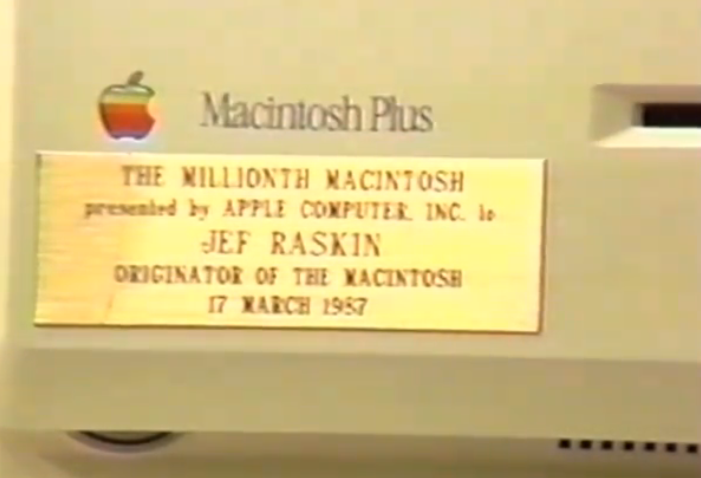 Macintosh Plus
THE MILLIONTH MACINTOSH
presented by APPLE COMPUTER, INC. to
JEF RASKIN
ORIGINATOR OF THE MACINTOSH
17 MARCH 1987